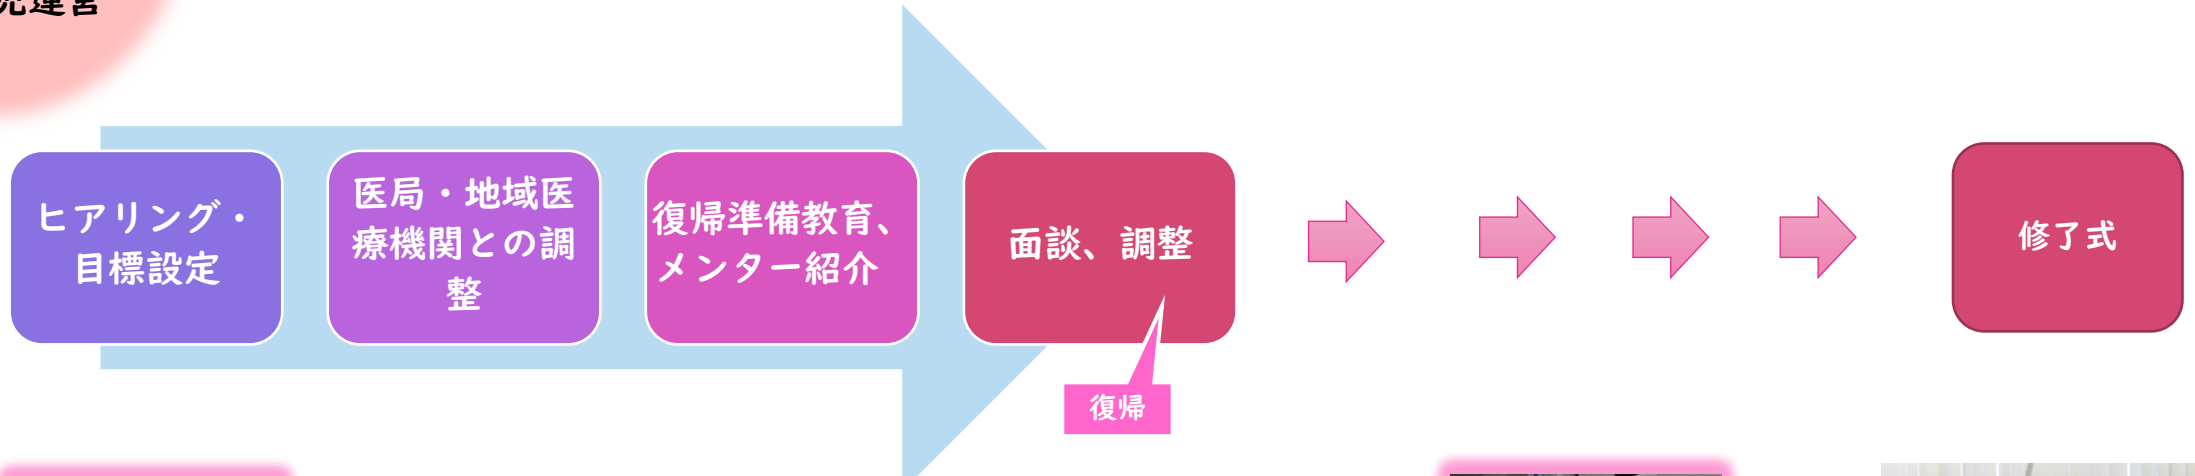 運営
ヒアリング・
目標設定
医局・地域医
療機関との調
整
復帰準備教育、
メンター紹介
面談、調整
復帰
修了式